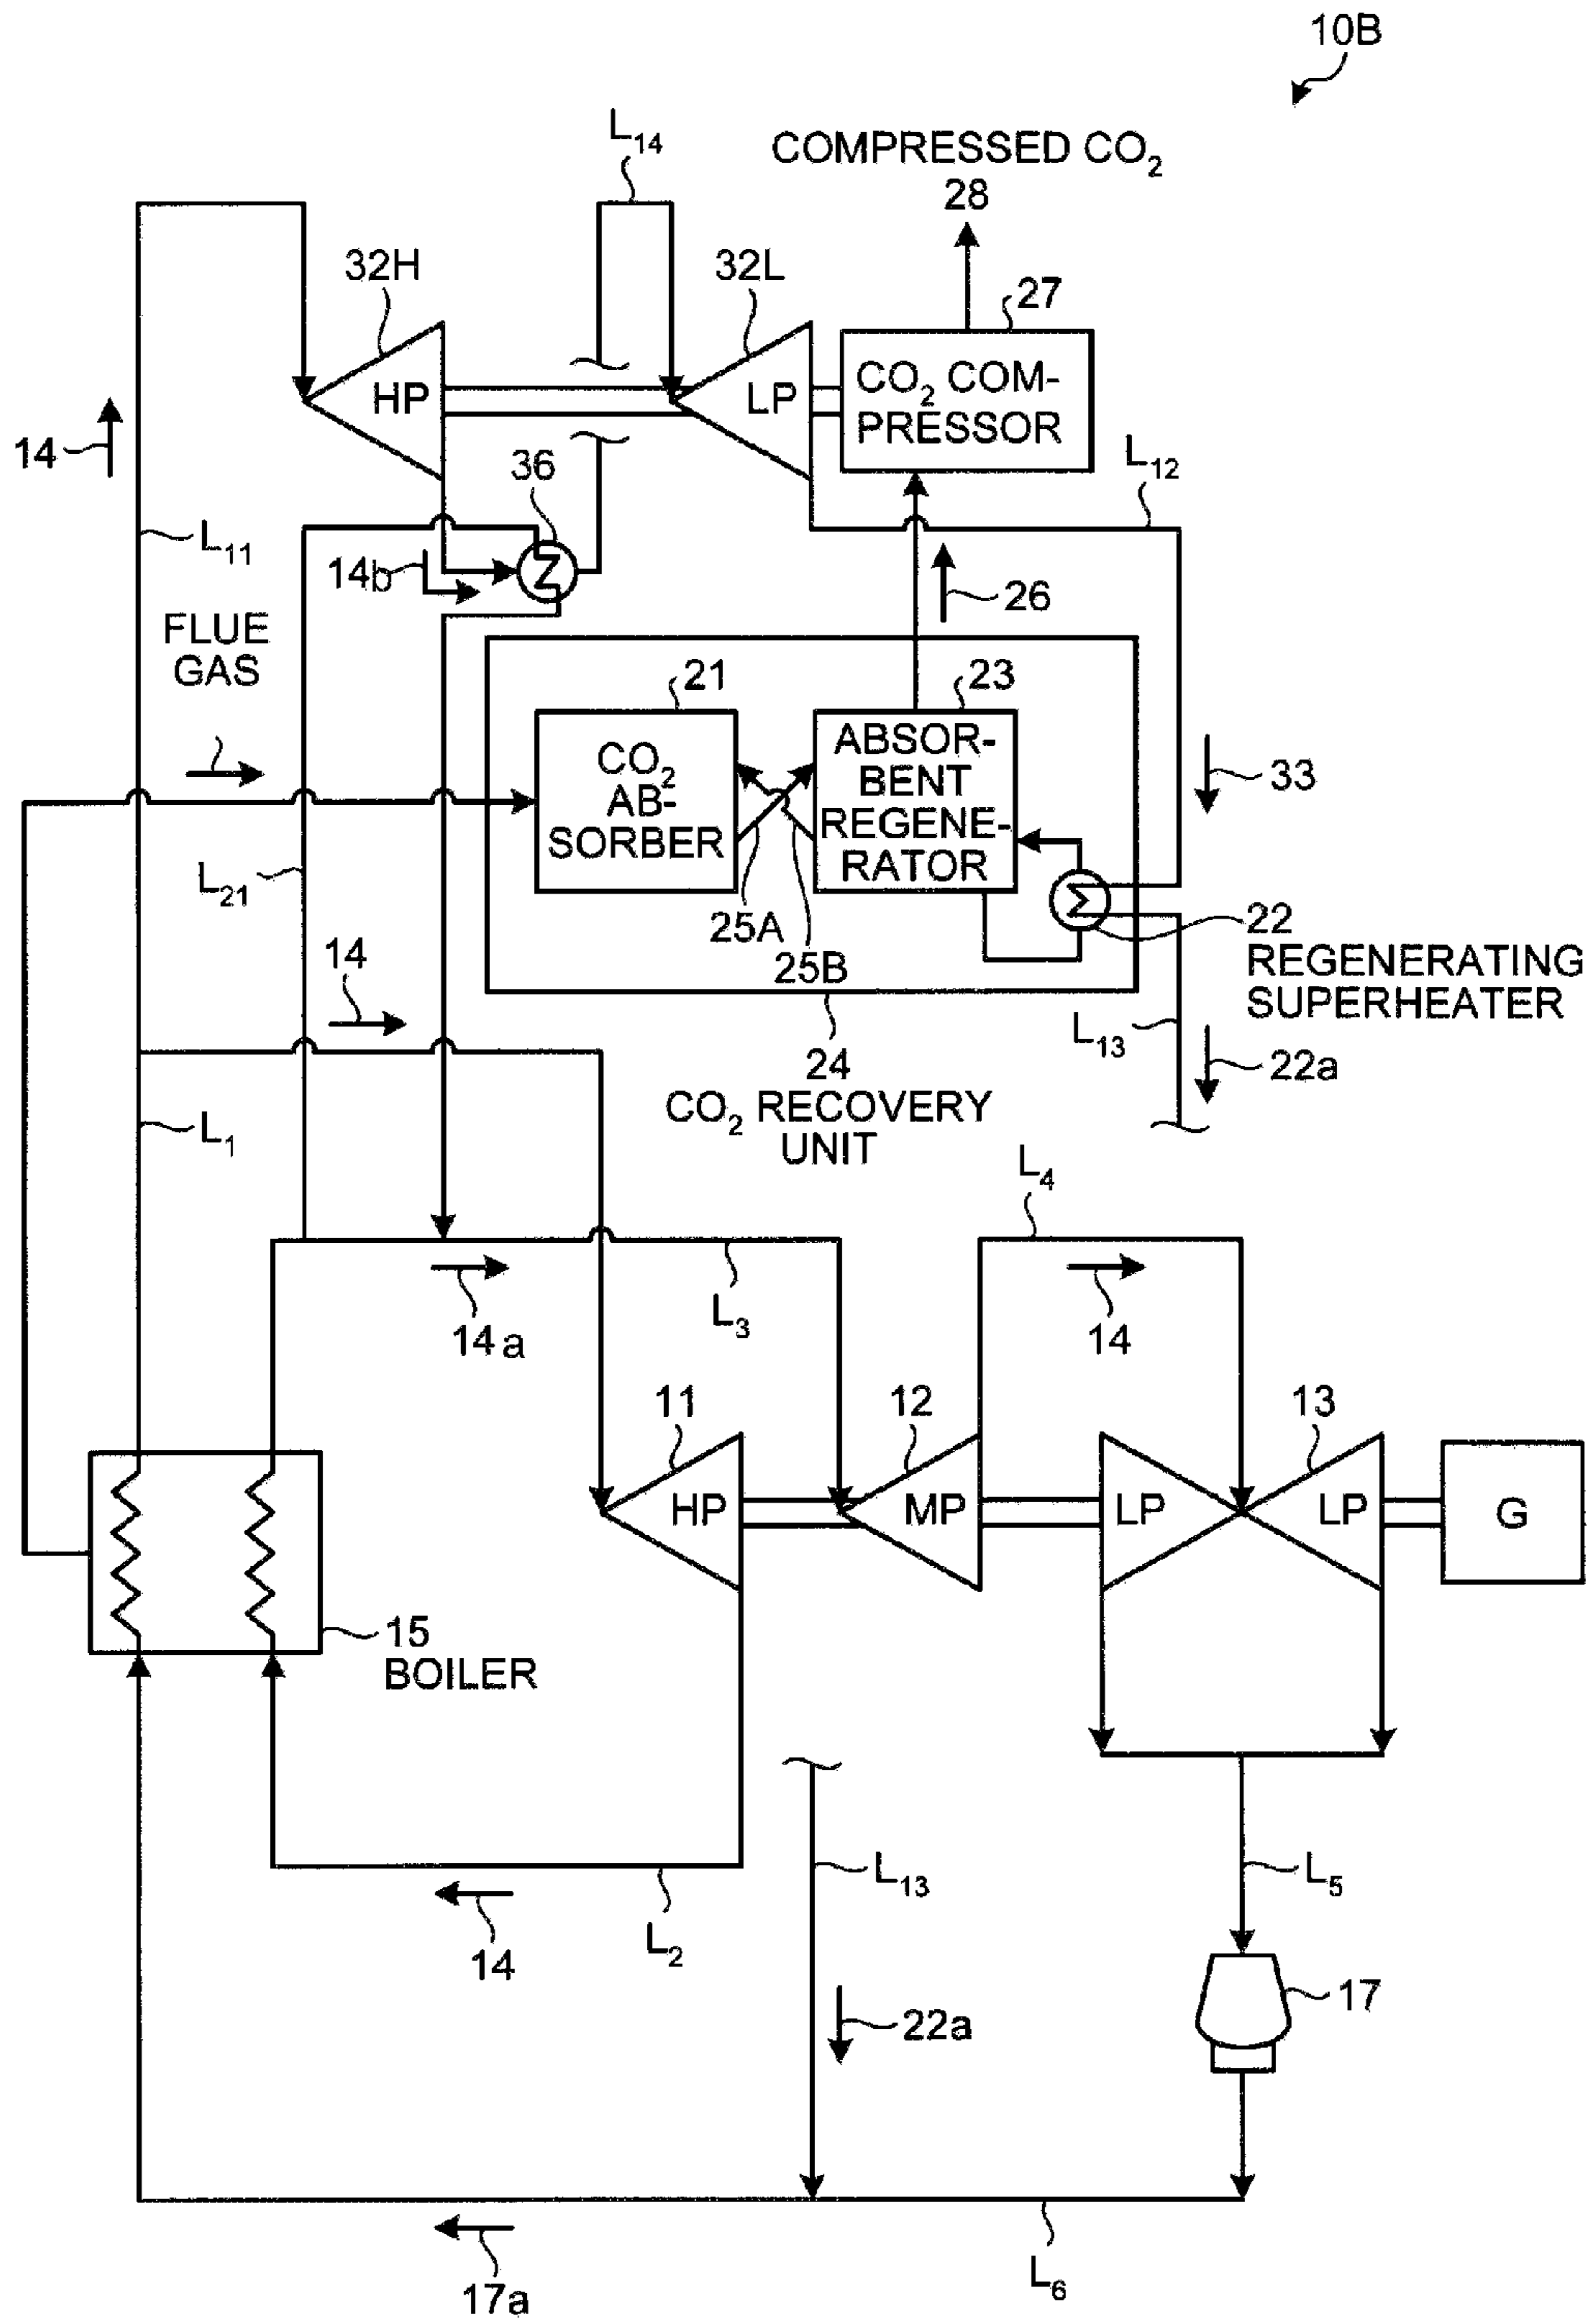 10B
L14
COMPRESSED CO2
28
32H
32L
27
HP
LP
CO2 COM-
PRESSOR
14
36
L12
L11
14b
26
FLUE
GAS
21
23
CO2
AB-
SORBER
ABSOR-
BENT
REGENE-
RATOR
33
L21
25A
25B
22
REGENERATING
SUPERHEATER
14
L13
24
CO2 RECOVERY
UNIT
22a
L1
L4
14a
L3
14
11
12
13
HP
MP
LP
LP
G
15
BOILER
L13
L5
14
L2
17
22a
17a
L6